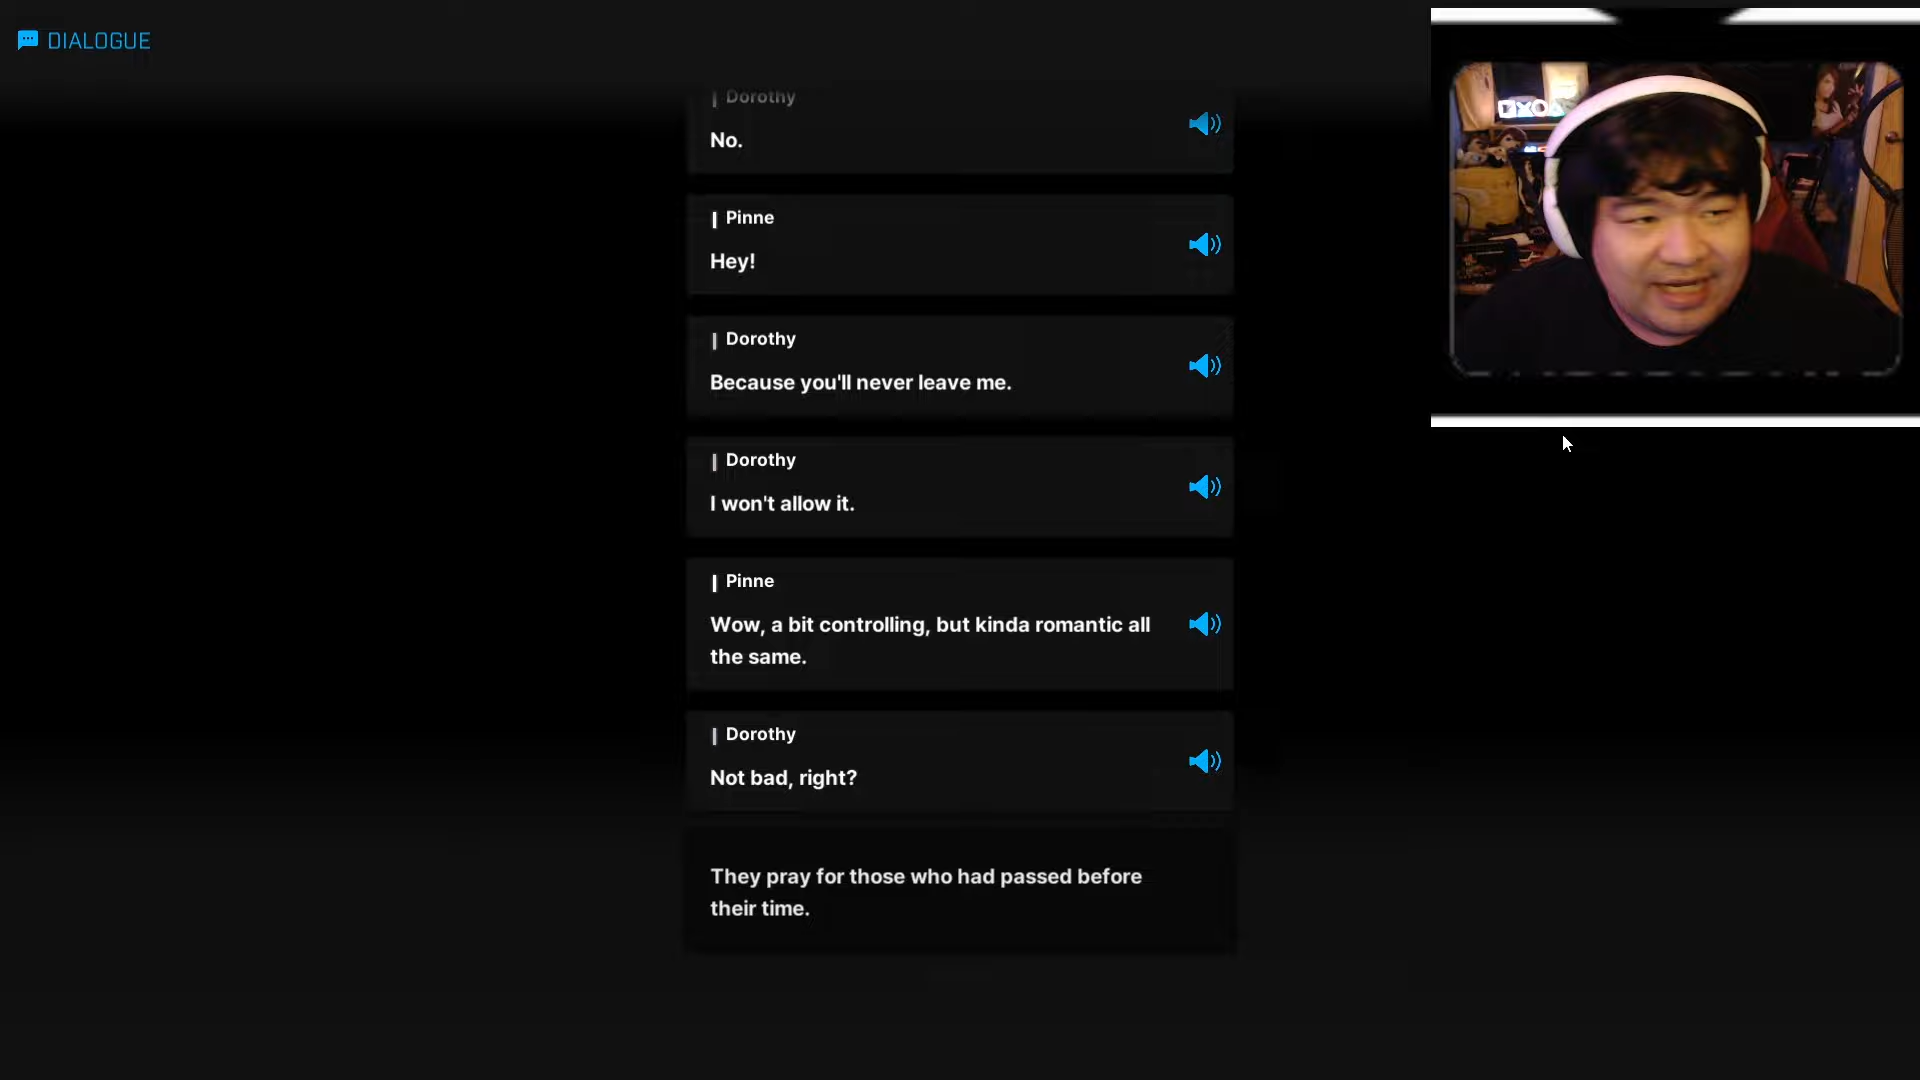 DIALOGUE
Dorothy
No.
Pinne
Hey!
Dorothy
Because you'll never leave me.
Dorothy
I won't allow it.
Pinne
Wow, a bit controlling, but kinda romantic all
the same.
Dorothy
Not bad, right?
They pray for those who had passed before
their time.